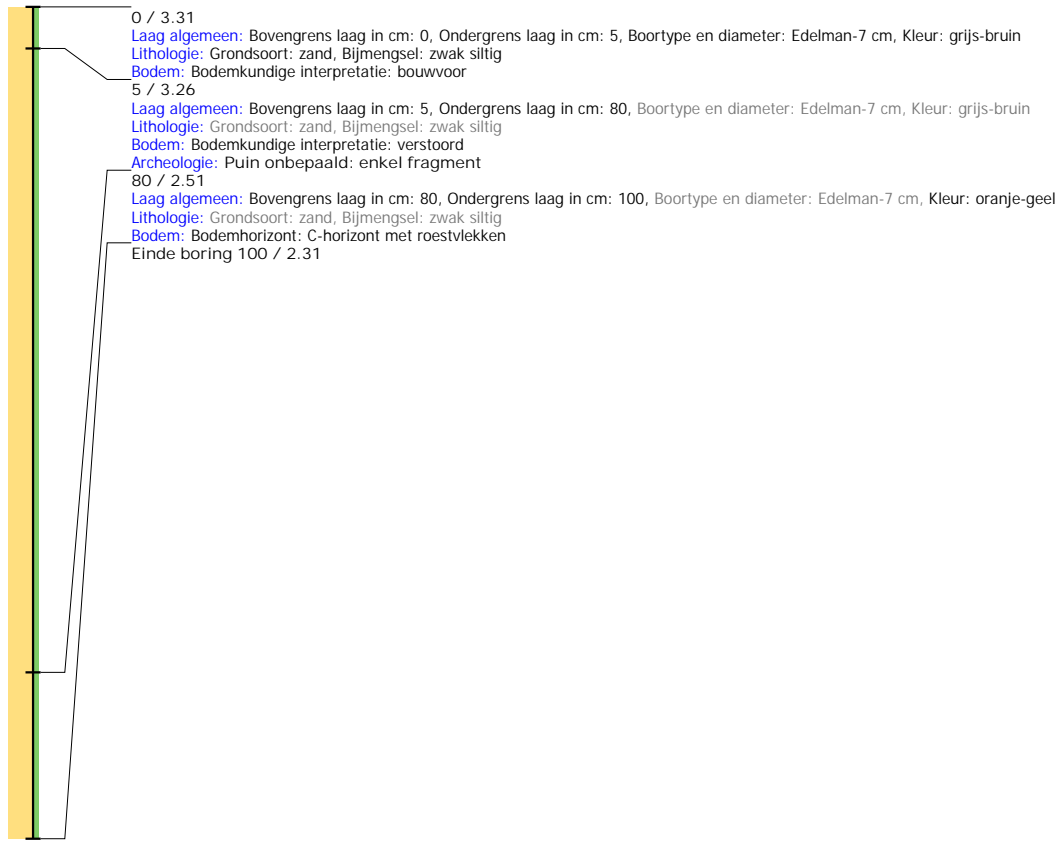 0 / 3.31
Laag algemeen: Bovengrens laag in cm: 0, Ondergrens laag in cm: 5, Boortype en diameter: Edelman-7 cm, Kleur: grijs-bruin
Lithologie: Grondsoort: zand, Bijmengsel: zwak siltig
Bodem: Bodemkundige interpretatie: bouwvoor
5 / 3.26
Laag algemeen: Bovengrens laag in cm: 5, Ondergrens laag in cm: 80, Boortype en diameter: Edelman-7 cm, Kleur: grijs-bruin
Lithologie: Grondsoort: zand, Bijmengsel: zwak siltig
Bodem: Bodemkundige interpretatie: verstoord
Archeologie: Puin onbepaald: enkel fragment
80 / 2.51
Laag algemeen: Bovengrens laag in cm: 80, Ondergrens laag in cm: 100, Boortype en diameter: Edelman-7 cm, Kleur: oranje-geel
Lithologie: Grondsoort: zand, Bijmengsel: zwak siltig
Bodem: Bodemhorizont: C-horizont met roestvlekken
Einde boring 100 / 2.31